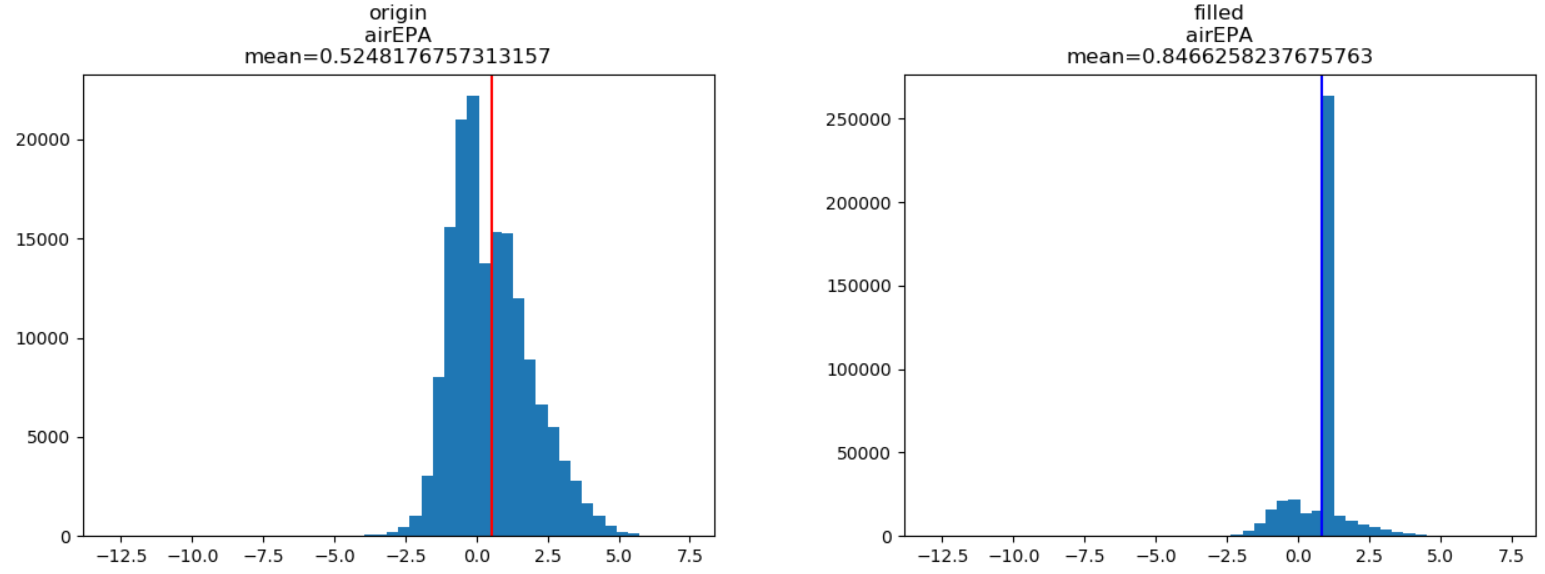 origin
airEPA
mean=0.5248176757313157
20000
15000
10000
5000
0
−12.5 −10.0 −7.5 −5.0 −2.5 0.0 2.5 5.0 7.5
filled
airEPA
mean=0.8466258237675763
250000
200000
150000
100000
50000
0
−12.5 −10.0 −7.5 −5.0 −2.5 0.0 2.5 5.0 7.5